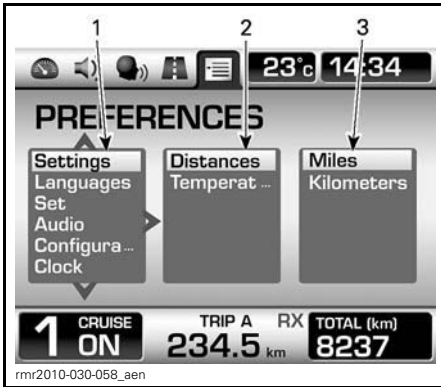 1 2 3
23°c 14:34
PREFERENCES
Settings Distances Miles
Languages Temperat ... Kilometers
Set
Audio
Configura ...
Clock
1 CRUISE ON TRIP A 234.5 km RX TOTAL (km) 8237
rmr2010-030-058_aen